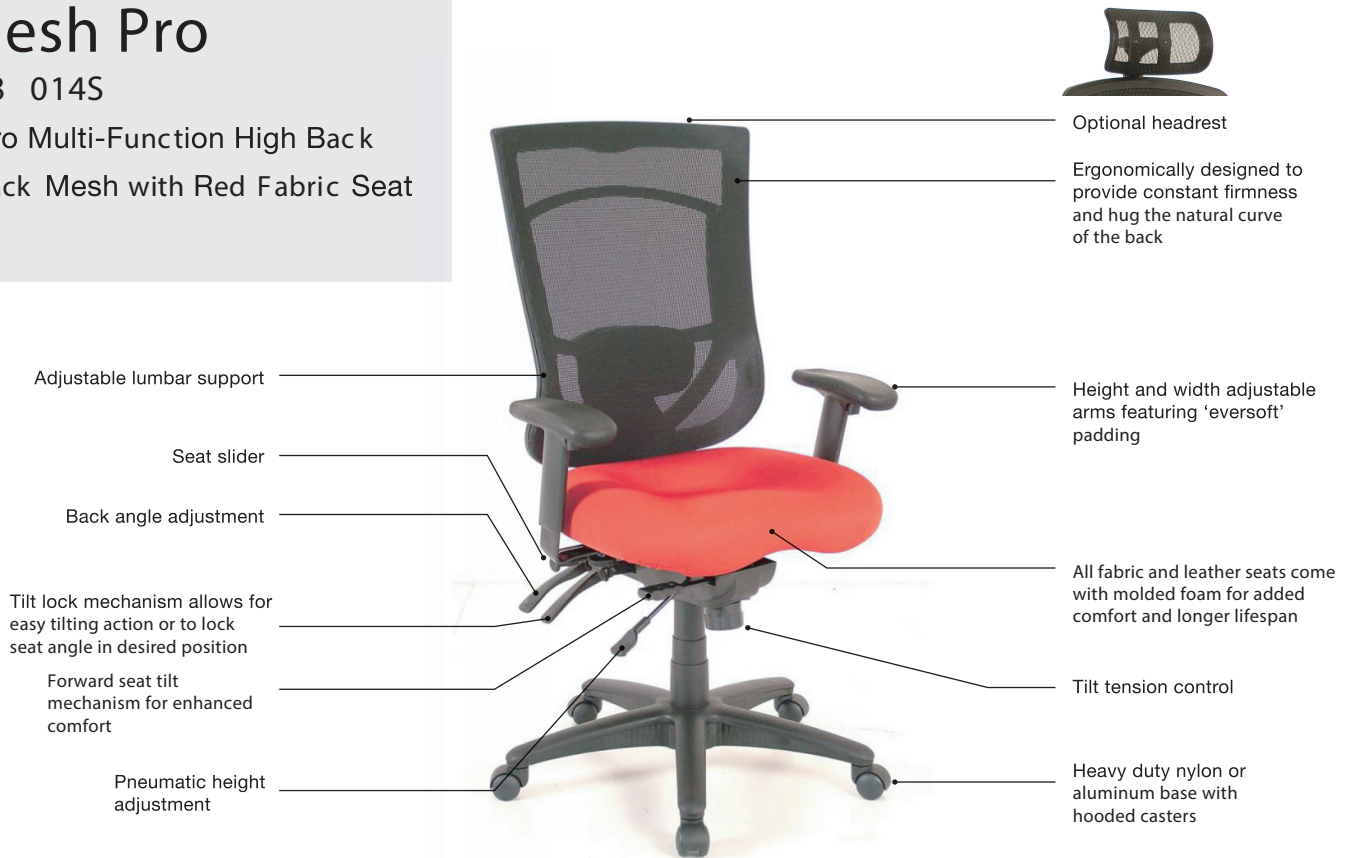 esh Pro
014S
Multi-Function High Back
Mesh with Red Fabric Seat
Optional headrest
Ergonomically designed to
provide constant firmness
and hug the natural curve
of the back
Adjustable lumbar support
Height and width adjustable
arms featuring ‘eversoft’
padding
Seat slider
Back angle adjustment
All fabric and leather seats come
with molded foam for added
comfort and longer lifespan
Tilt lock mechanism allows for
easy tilting action or to lock
seat angle in desired position
Forward seat tilt
mechanism for enhanced
comfort
Tilt tension control
Pneumatic height
adjustment
Heavy duty nylon or
aluminum base with
hooded casters